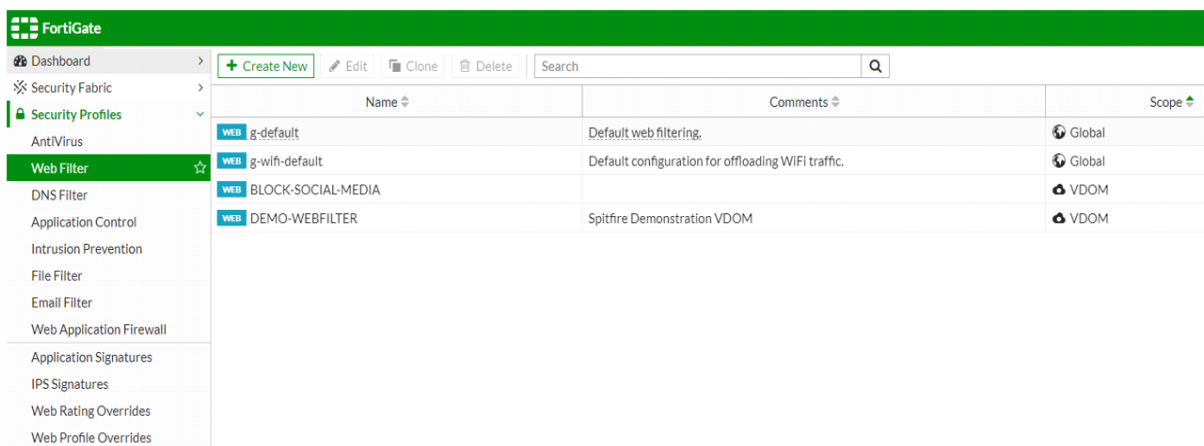 FortiGate
Dashboard
Security Fabric
Security Profiles
AntiVirus
Web Filter
DNS Filter
Application Control
Intrusion Prevention
File Filter
Email Filter
Web Application Firewall
Application Signatures
IPS Signatures
Web Rating Overrides
Web Profile Overrides
+ Create New Edit Clone Delete Search
Name Comments Scope
WEB g-default Default web filtering. Global
WEB g-wifi-default Default configuration for offloading WiFi traffic. Global
WEB BLOCK-SOCIAL-MEDIA VDOM
WEB DEMO-WEBFILTER Spitfire Demonstration VDOM VDOM